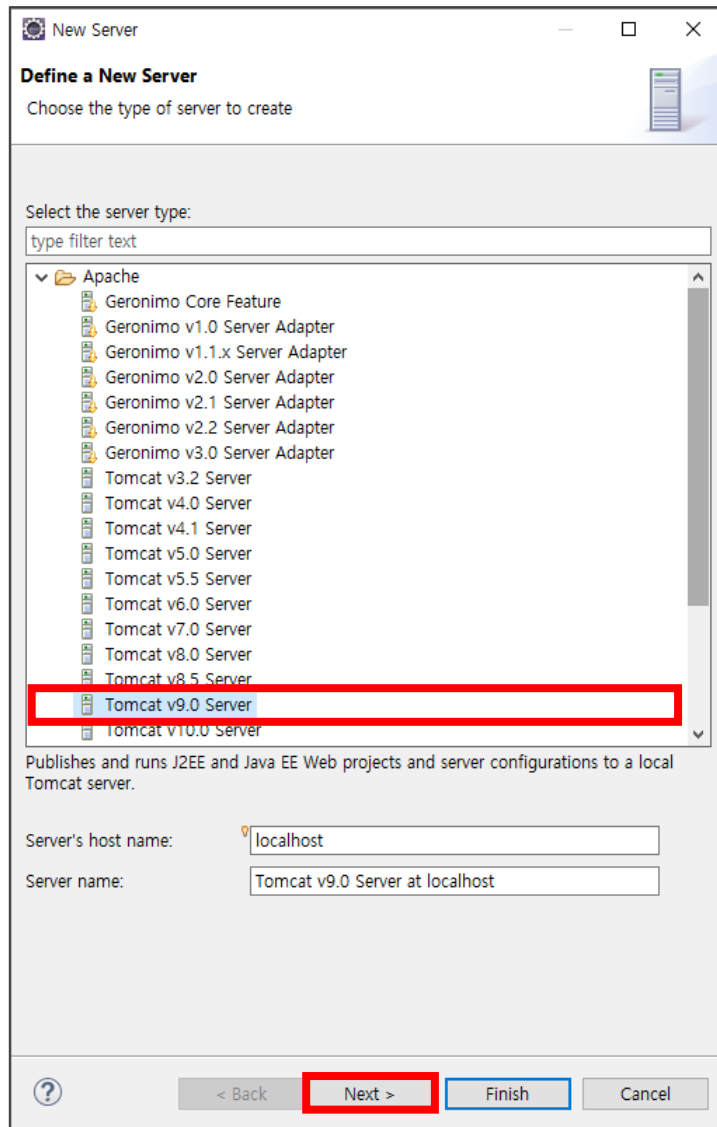 New Server
Define a New Server
Choose the type of server to create
Select the server type:
type filter text
Apache
Geronimo Core Feature
Geronimo v1.0 Server Adapter
Geronimo v1.1.x Server Adapter
Geronimo v2.0 Server Adapter
Geronimo v2.1 Server Adapter
Geronimo v2.2 Server Adapter
Geronimo v3.0 Server Adapter
Tomcat v3.2 Server
Tomcat v4.0 Server
Tomcat v4.1 Server
Tomcat v5.0 Server
Tomcat v5.5 Server
Tomcat v6.0 Server
Tomcat v7.0 Server
Tomcat v8.0 Server
Tomcat v8.5 Server
Tomcat v9.0 Server
Tomcat v10.0 Server
Publishes and runs J2EE and Java EE Web projects and server configurations to a local
Tomcat server.
Server's host name: localhost
Server name: Tomcat v9.0 Server at localhost
? < Back Next > Finish Cancel